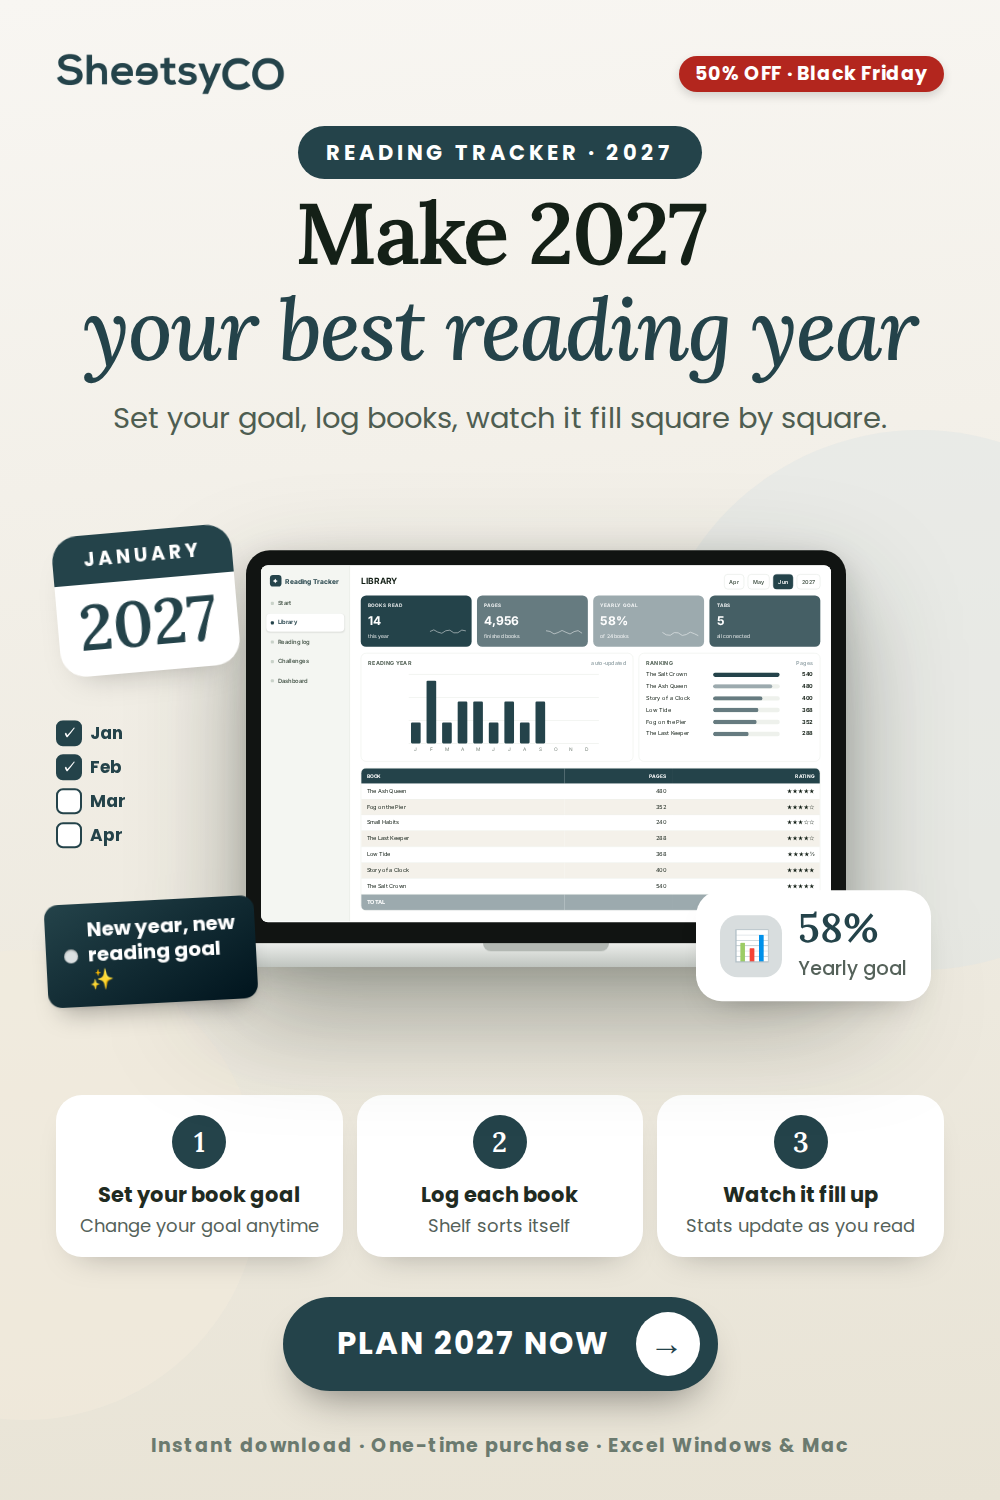 SheetsyCO
50% OFF · Black Friday
READING TRACKER · 2027
Make 2027
your best reading year
Set your goal, log books, watch it fill square by square.
JANUARY
2027
✓ Jan
✓ Feb
Mar
Apr
New year, new
reading goal
✨
Reading Tracker
Start
Library
Reading log
Challenges
Dashboard
LIBRARY
Apr May Jun 2027
BOOKS READ
14
this year
PAGES
4,956
finished books
YEARLY GOAL
58%
of 24 books
TABS
5
all connected
READING YEAR auto-updated
J F M A M J J A S O N D
RANKING Pages
The Salt Crown 540
The Ash Queen 480
Story of a Clock 400
Low Tide 368
Fog on the Pier 352
The Last Keeper 288
BOOK PAGES RATING
The Ash Queen 480 ★★★★★
Fog on the Pier 352 ★★★★☆
Small Habits 240 ★★★☆☆
The Last Keeper 288 ★★★★☆
Low Tide 368 ★★★★½
Story of a Clock 400 ★★★★★
The Salt Crown 540 ★★★★★
TOTAL
58%
Yearly goal
1
Set your book goal
Change your goal anytime
2
Log each book
Shelf sorts itself
3
Watch it fill up
Stats update as you read
PLAN 2027 NOW →
Instant download · One-time purchase · Excel Windows & Mac